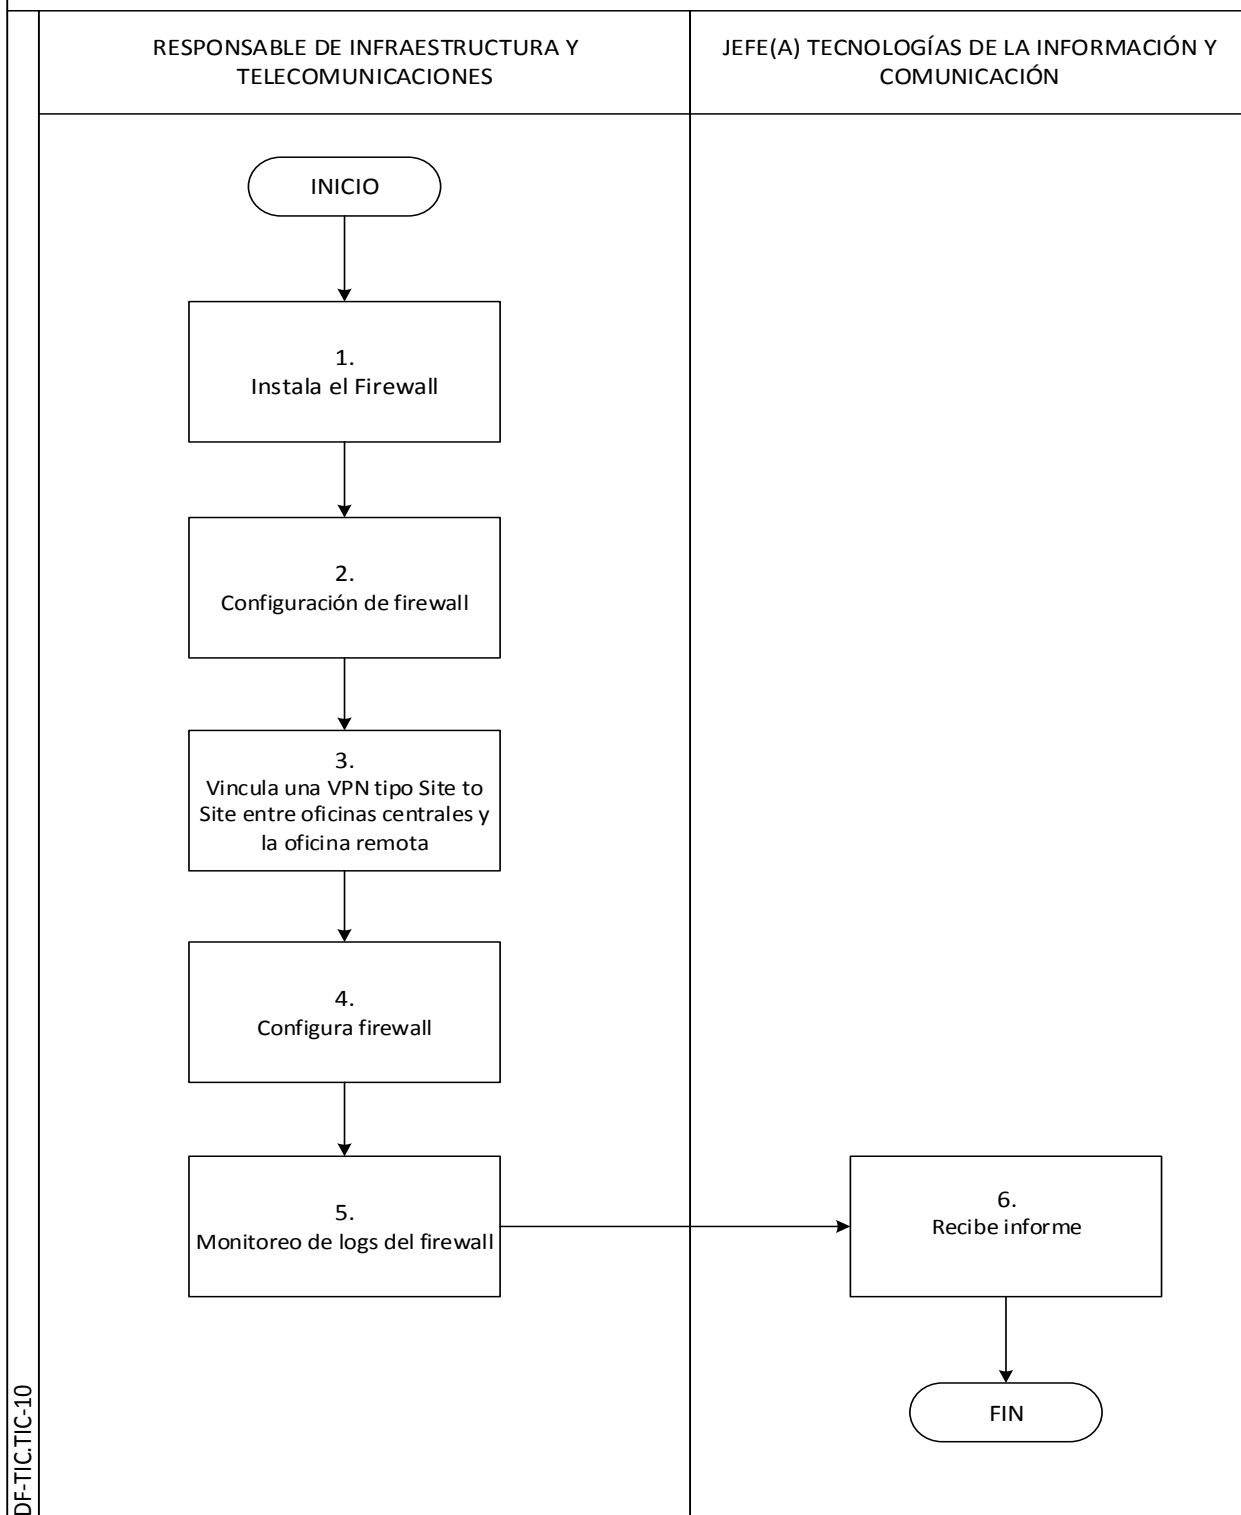 RESPONSABLE DE INFRAESTRUCTURA Y
TELECOMUNICACIONES
JEFE(A) TECNOLOGÍAS DE LA INFORMACIÓN Y
COMUNICACIÓN
INICIO
1.
Instala el Firewall
2.
Configuración de firewall
3.
Vincula una VPN tipo Site to
Site entre oficinas centrales y
la oficina remota
4.
Configura firewall
5.
Monitoreo de logs del firewall
6.
Recibe informe
FIN
DF-TIC.TIC-10